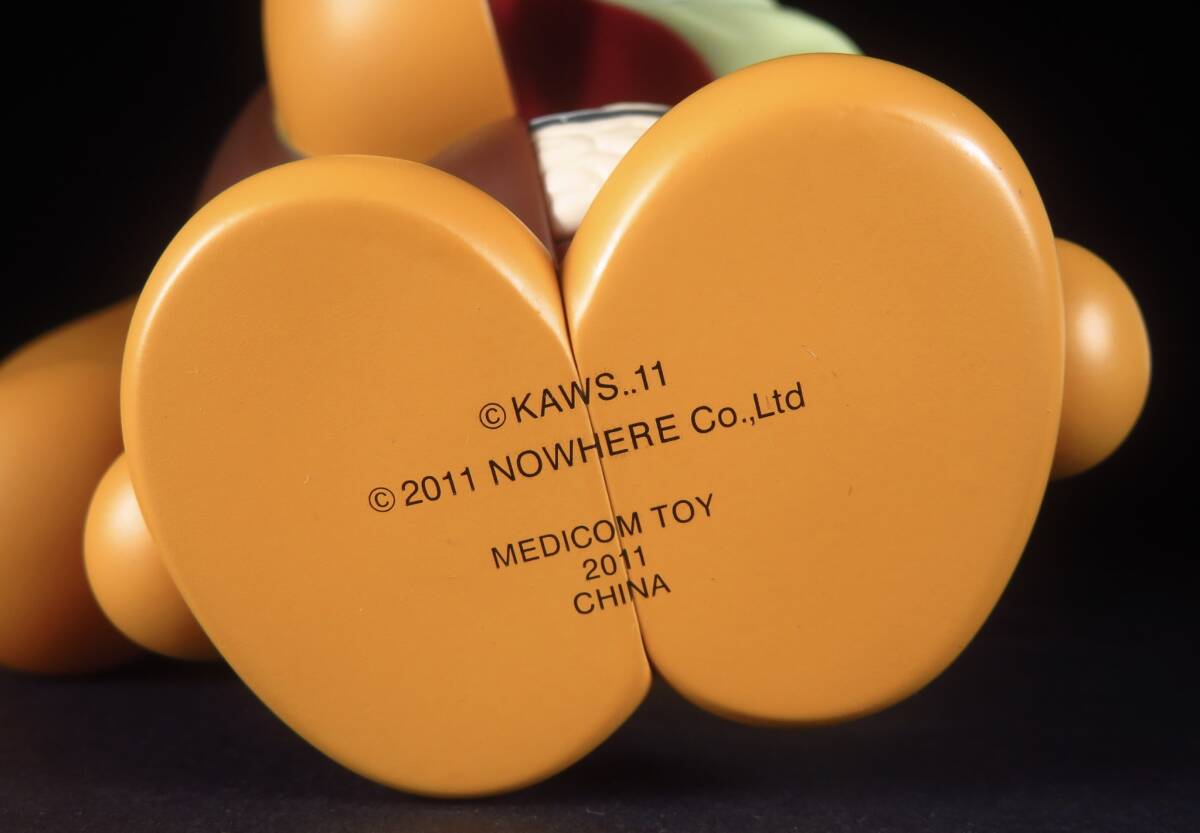 ©KAWS..11
©2011 NOWHERE Co.,Ltd
MEDICOM TOY
2011
CHINA